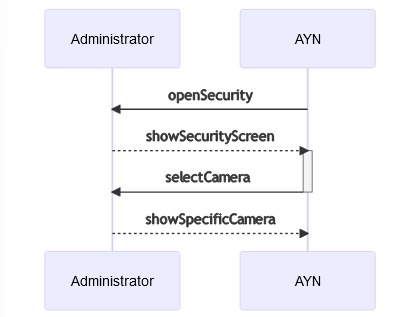 Administrator
AYN
openSecurity
showSecurityScreen
selectCamera
showSpecificCamera
Administrator
AYN